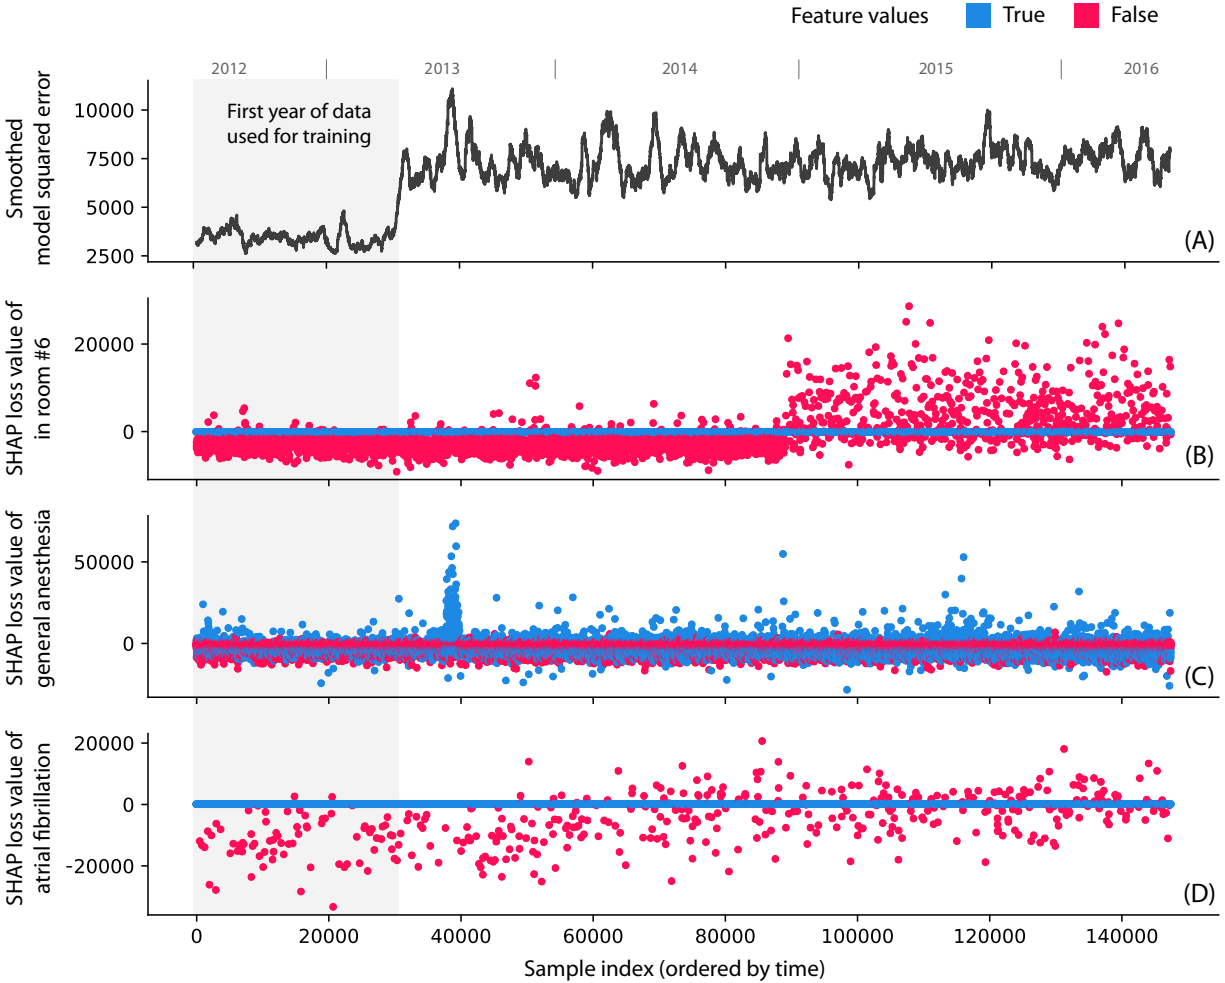 Feature values True False
2012 2013 2014 2015 2016
Smoothed
model squared error
10000
7500
5000
2500
First year of data
used for training
(A)
SHAP loss value of
in room #6
20000
0
(B)
SHAP loss value of
general anesthesia
50000
0
(C)
SHAP loss value of
atrial fibrillation
20000
0
-20000
(D)
0 20000 40000 60000 80000 100000 120000 140000
Sample index (ordered by time)